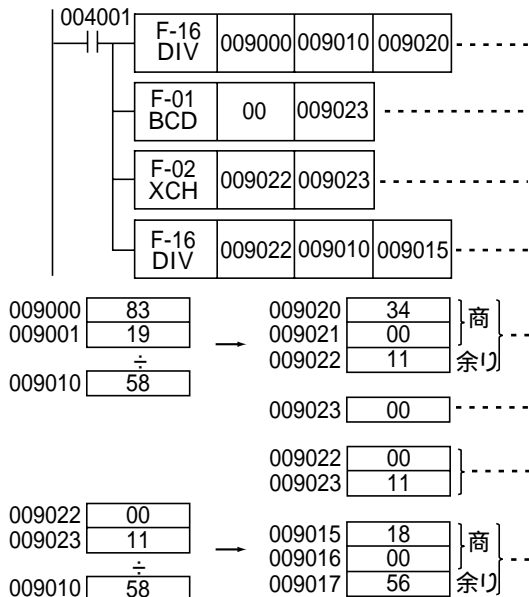 004001
F-16 DIV 009000 009010 009020
F-01 BCD 00 009023
F-02 XCH 009022 009023
F-16 DIV 009022 009010 009015
009000 83 → 009020 34 商
009001 19 009021 00
÷ 009022 11 余り
009010 58
009023 00
009022 00
009023 11
009022 00 → 009015 18 商
009023 11 009016 00
÷ 009017 56 余り
009010 58